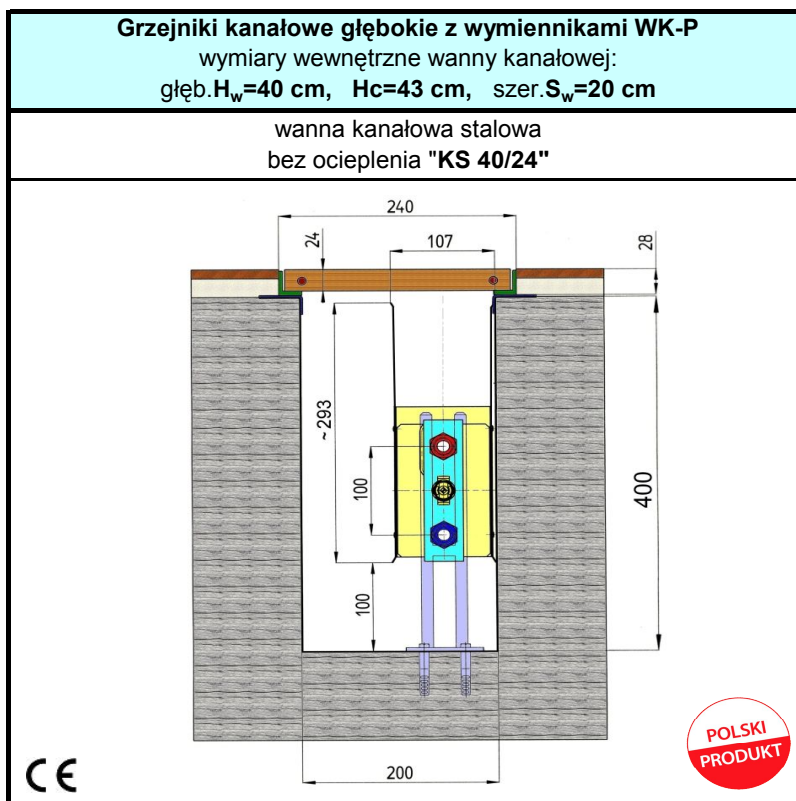 Grzejniki kanałowe głębokie z wymiennikami WK-P
wymiary wewnętrzne wanny kanałowej:
głęb.Hw=40 cm, Hc=43 cm, szer.Sw=20 cm
wanna kanałowa stalowa
bez ocieplenia "KS 40/24"
240
24
107
28
~293
100
400
100
200
CE
POLSKI
PRODUKT